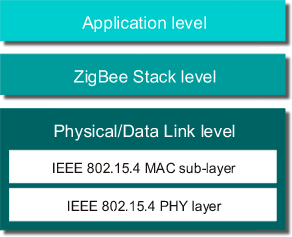 Application level
ZigBee Stack level
Physical/Data Link level
IEEE 802.15.4 MAC sub-layer
IEEE 802.15.4 PHY layer